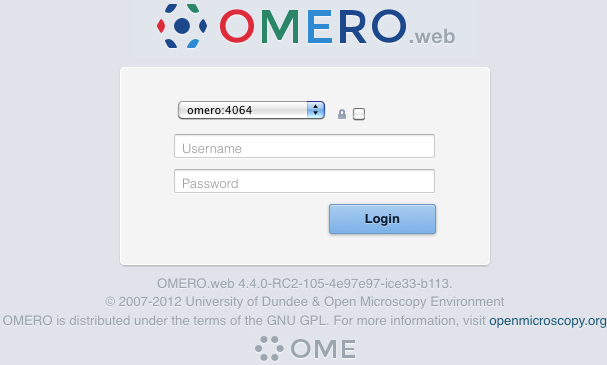 OMERO.web
omero:4064
Username
Password
Login
OMERO.web 4.4.0-RC2-105-4e97e97-ice33-b113.
© 2007-2012 University of Dundee & Open Microscopy Environment
OMERO is distributed under the terms of the GNU GPL. For more information, visit openmicroscopy.org
OME